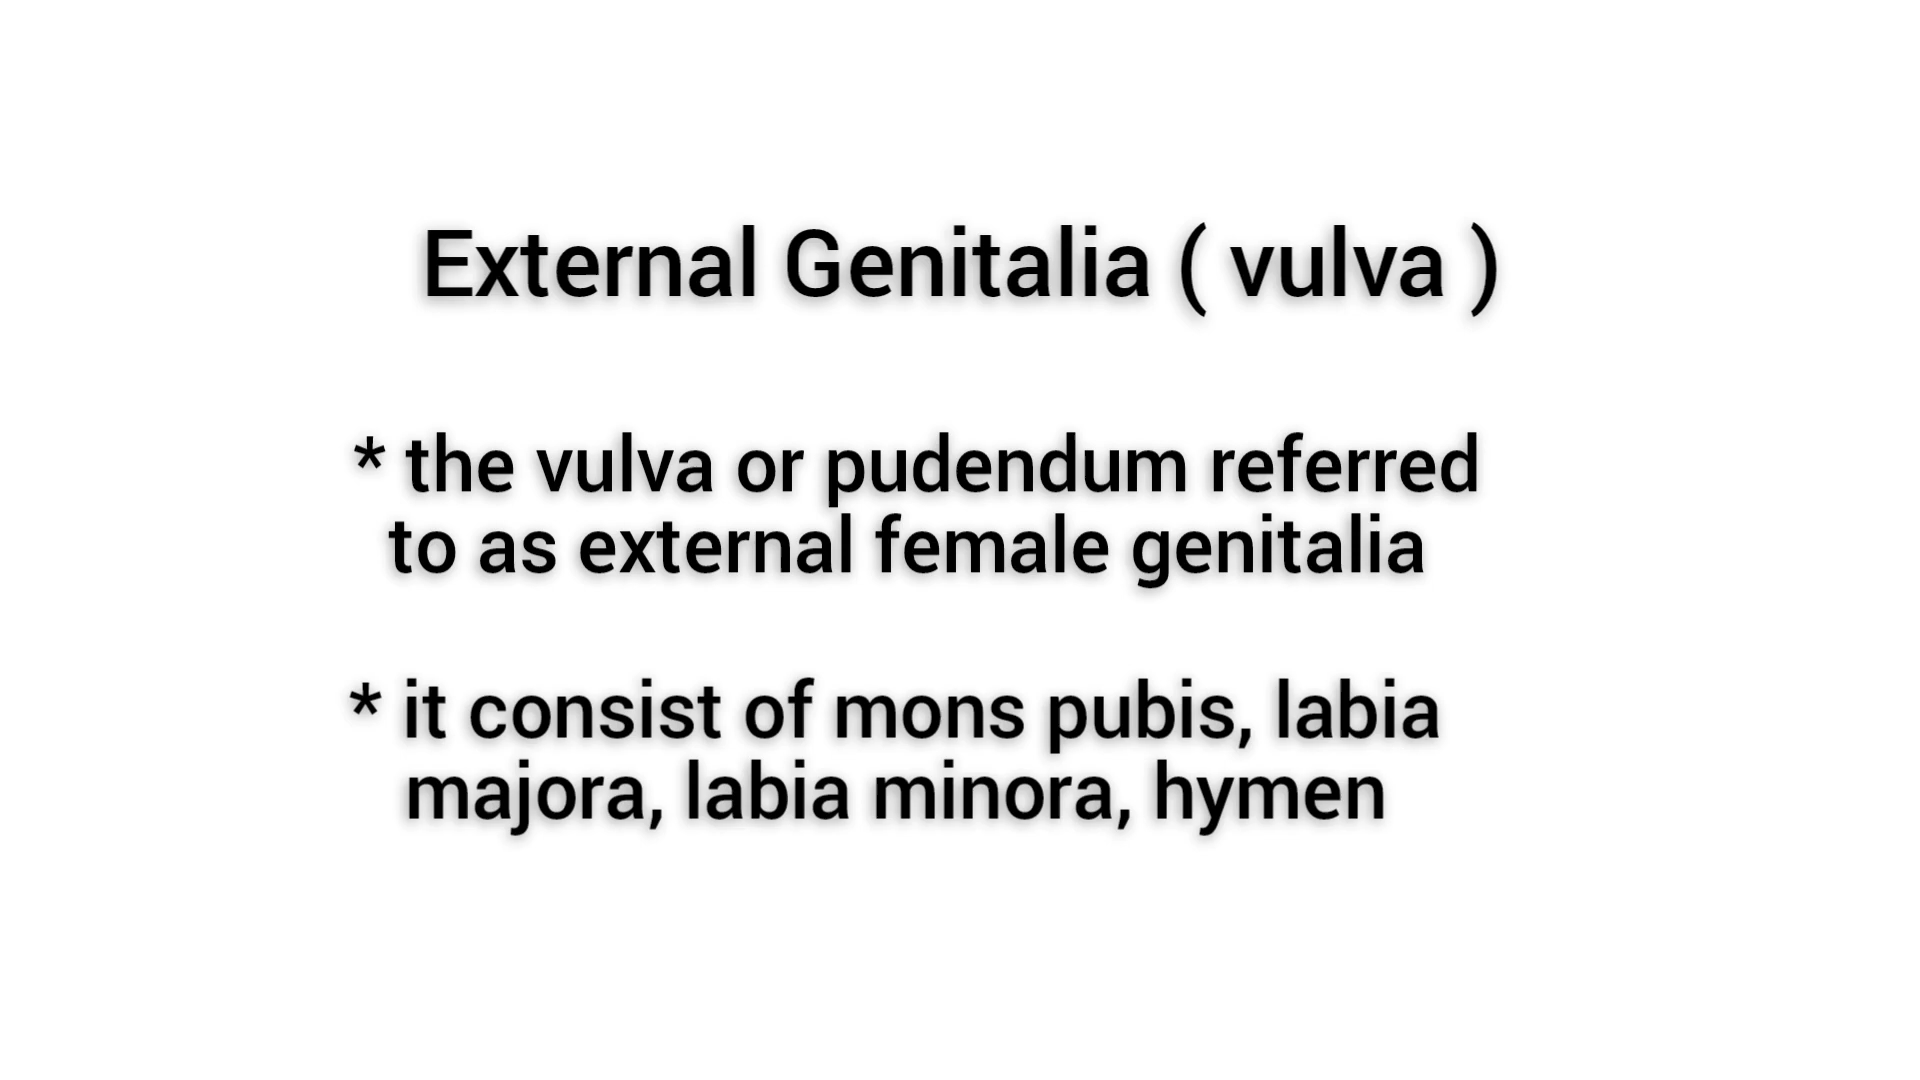 External Genitalia ( vulva )
* the vulva or pudendum referred
to as external female genitalia
* it consist of mons pubis, labia
majora, labia minora, hymen